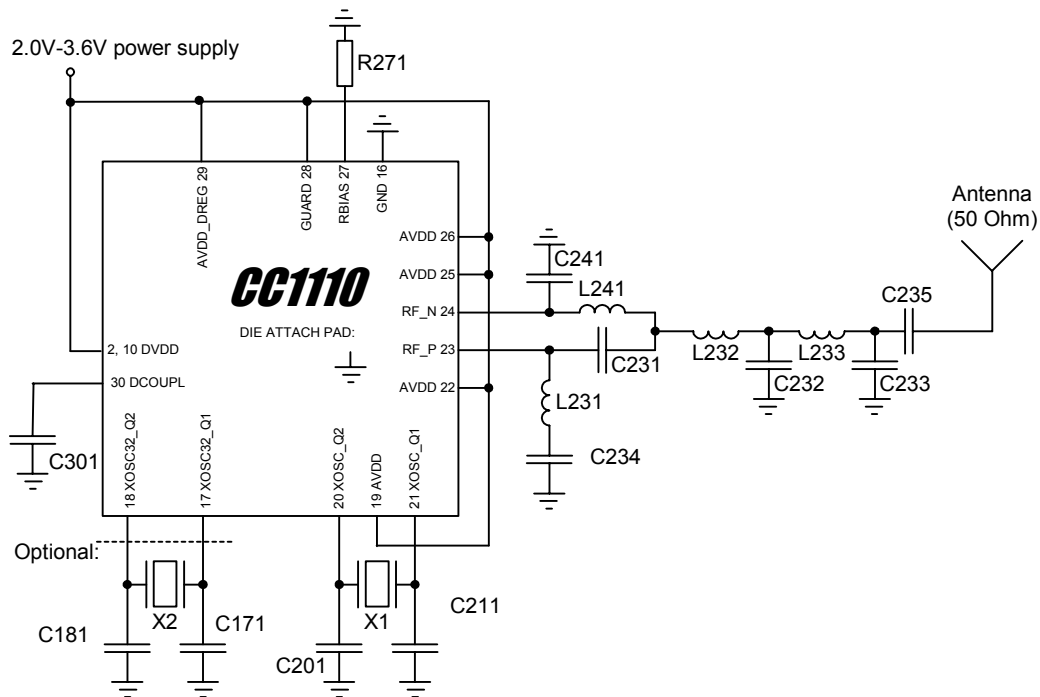 2.0V-3.6V power supply
R271
AVDD_DREG 29
GUARD 28
RBIAS 27
GND 16
Antenna
(50 Ohm)
AVDD 26
AVDD 25
RF_N 24
RF_P 23
AVDD 22
CC1110
DIE ATTACH PAD:
2, 10 DVDD
30 DCOUPL
C241
L241
C235
C231
L232
L233
C232
C233
L231
C234
C301
18 XOSC32_Q2
17 XOSC32_Q1
20 XOSC_Q2
19 AVDD
21 XOSC_Q1
Optional:
X2
X1
C211
C181
C171
C201